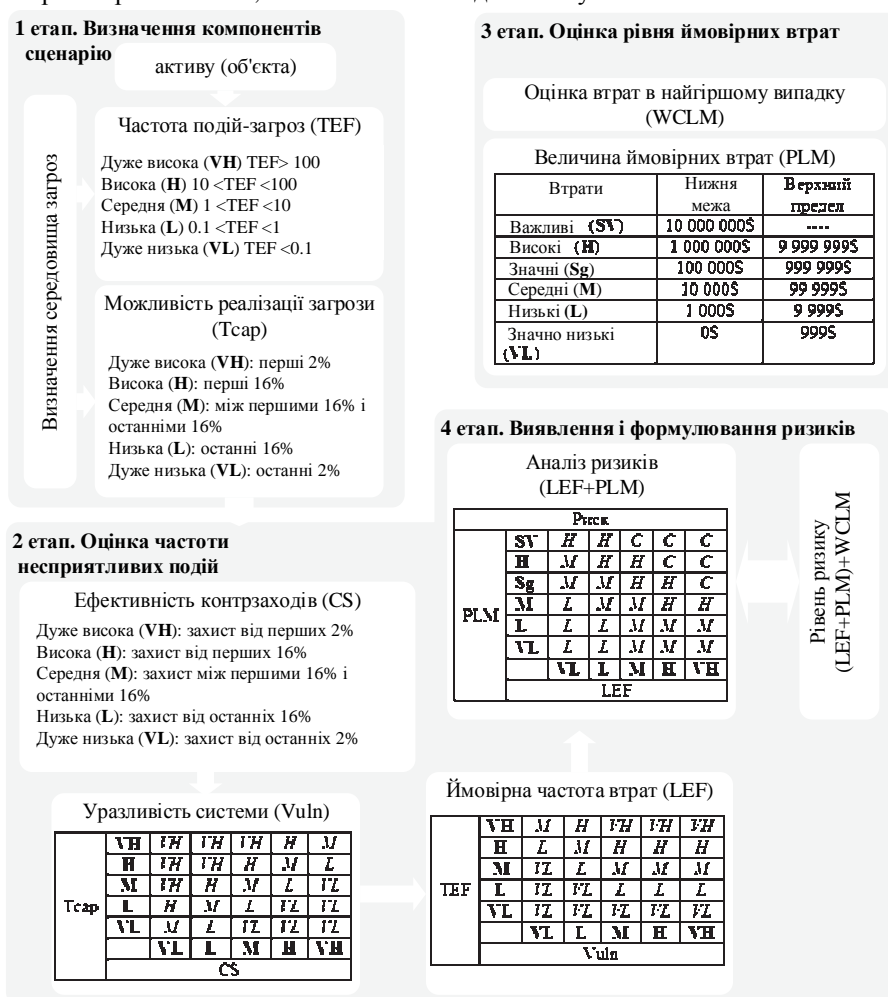 1 етап. Визначення компонентів
сценарію
активу (об'єкта)
Визначення середовища загроз
Частота подій-загроз (TEF)
Дуже висока (VH) TEF> 100
Висока (H) 10 <TEF <100
Середня (M) 1 <TEF <10
Низька (L) 0.1 <TEF <1
Дуже низька (VL) TEF <0.1
Можливість реалізації загрози
(Tcap)
Дуже висока (VH): перші 2%
Висока (H): перші 16%
Середня (M): між першими 16% і
останніми 16%
Низька (L): останні 16%
Дуже низька (VL): останні 2%
2 етап. Оцінка частоти
несприятливих подій
Ефективність контрзаходів (CS)
Дуже висока (VH): захист від перших 2%
Висока (H): захист від перших 16%
Середня (M): захист між першими 16% і
останніми 16%
Низька (L): захист від останніх 16%
Дуже низька (VL): захист від останніх 2%
Уразливість системи (Vuln)
Tcap
VH VH VH VH H M
H VH VH H M L
M VH H M L VL
L H M L VL VL
VL M L VL VL VL
VL L M H VH
CS
3 етап. Оцінка рівня ймовірних втрат
Оцінка втрат в найгіршому випадку
(WCLM)
Величина ймовірних втрат (PLM)
Втрати Нижня межа Верхний предел
Важливі (SV) 10 000 000$ ----
Високі (H) 1 000 000$ 9 999 999$
Значні (Sg) 100 000$ 999 999$
Середні (M) 10 000$ 99 999$
Низькі (L) 1 000$ 9 999$
Значно низькі (VL) 0$ 999$
4 етап. Виявлення і формулювання ризиків
Аналіз ризиків
(LEF+PLM)
Риск
PLM
SV H H C C C
H M H H C C
Sg M M H H C
M L M M H H
L L L M M M
VL L L M M M
VL L M H VH
LEF
Рівень ризику
(LEF+PLM)+WCLM
Ймовірна частота втрат (LEF)
TEF
VH M H VH VH VH
H L M H H H
M VL L M M M
L VL VL L L L
VL VL VL VL VL VL
VL L M H VH
Vuln